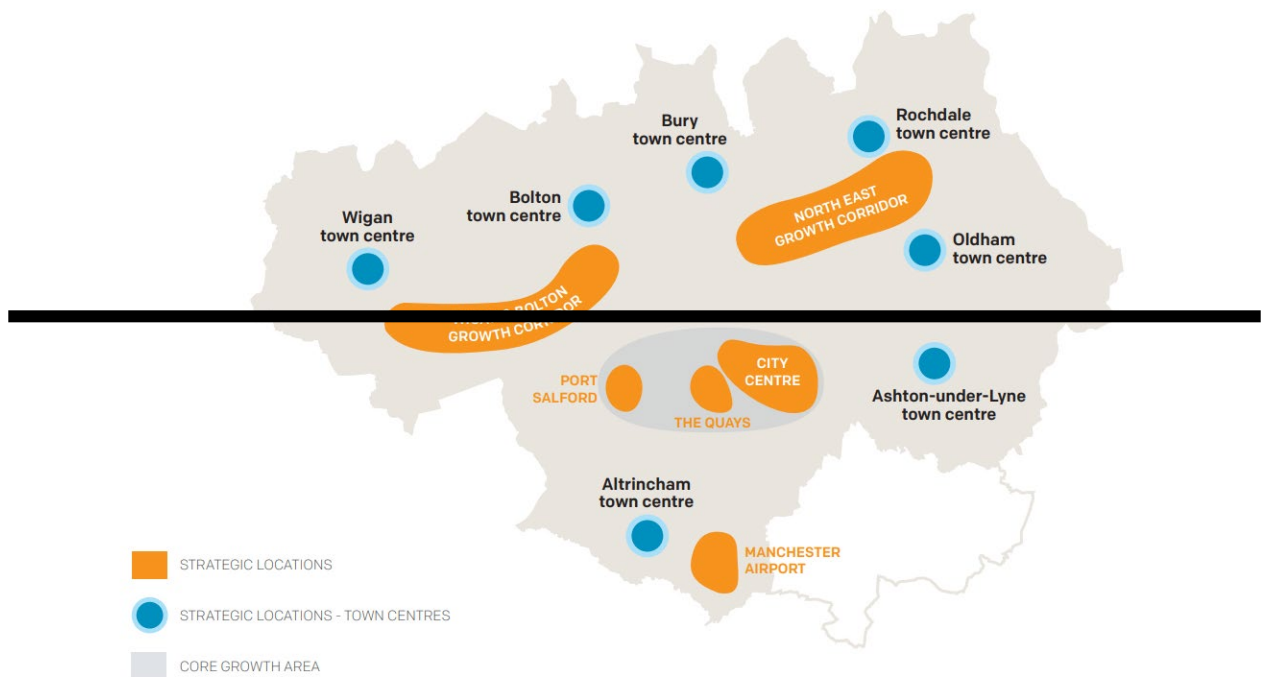 Bury
town centre
Rochdale
town centre
Bolton
town centre
Wigan
town centre
NORTH EAST
GROWTH CORRIDOR
Oldham
town centre
BOLTON
GROWTH CORRIDOR
CITY
CENTRE
PORT
SALFORD
THE QUAYS
Ashton-under-Lyne
town centre
Altrincham
town centre
MANCHESTER
AIRPORT
STRATEGIC LOCATIONS
STRATEGIC LOCATIONS - TOWN CENTRES
CORE GROWTH AREA